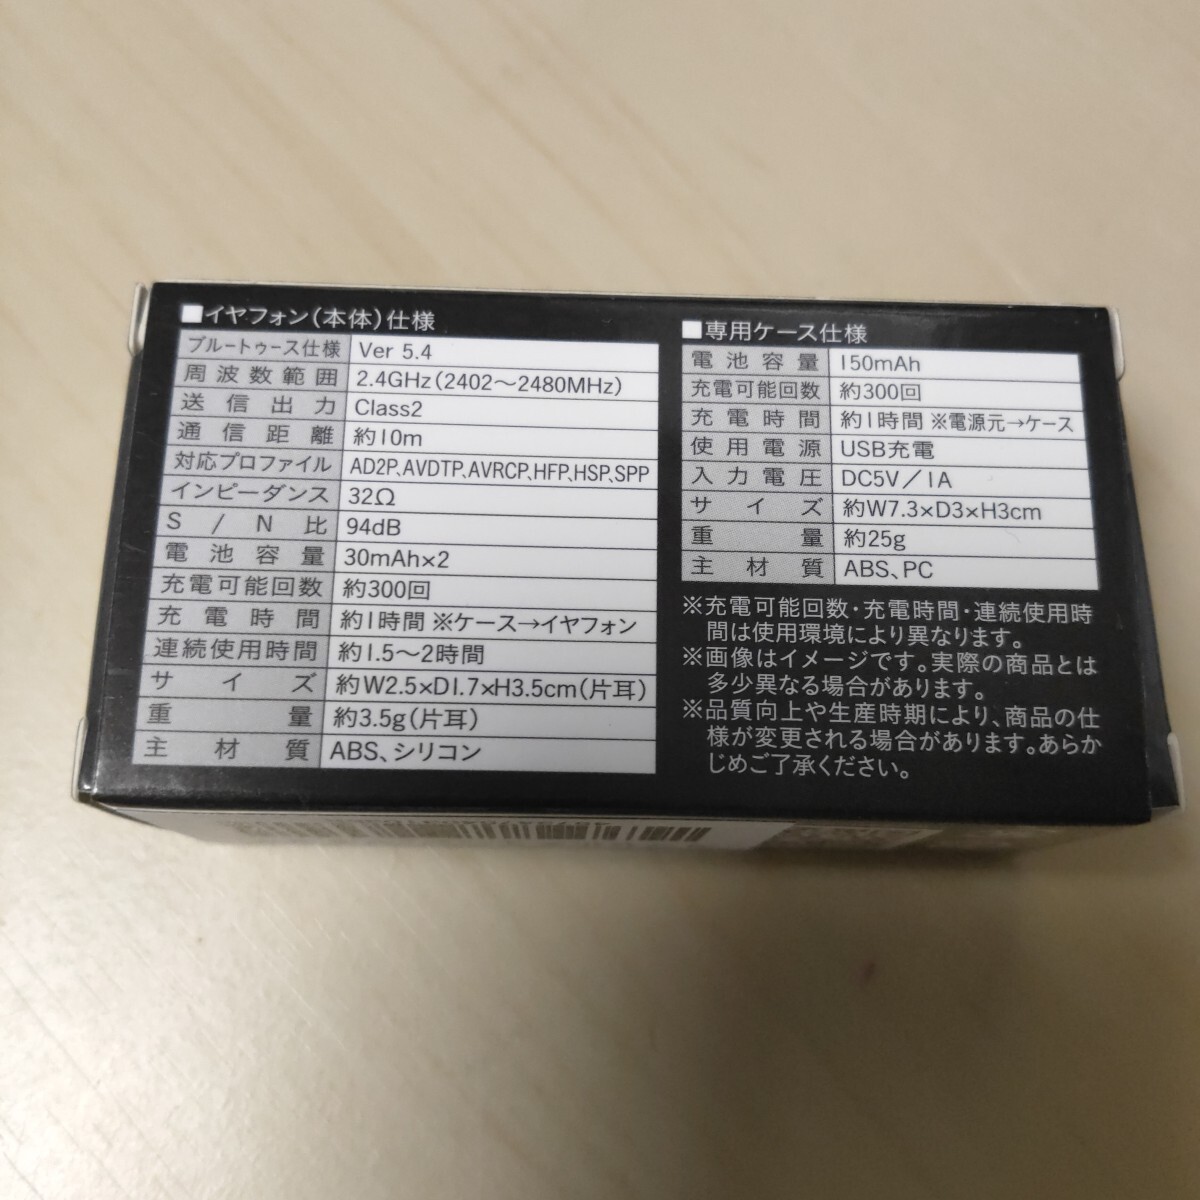 ■イヤフォン(本体)仕様
ブルートゥース仕様 Ver 5.4
周波数範囲 2.4GHz(2402～2480MHz)
送信出力 Class2
通信距離 約10m
対応プロファイル AD2P、AVDTP、AVRCP、HFP、HSP、SPP
インピーダンス 32Ω
S/N比 94dB
電池容量 30mAh×2
充電可能回数 約300回
充電時間 約1時間 ※ケース→イヤフォン
連続使用時間 約1.5～2時間
サイズ 約W2.5×D1.7×H3.5cm(片耳)
重量 約3.5g(片耳)
主材質 ABS、シリコン
■専用ケース仕様
電池容量 150mAh
充電可能回数 約300回
充電時間 約1時間 ※電源元→ケース
使用電源 USB充電
入力電圧 DC5V/1A
サイズ 約W7.3×D3×H3cm
重量 約25g
主材質 ABS、PC
※充電可能回数・充電時間・連続使用時
間は使用環境により異なります。
※画像はイメージです。実際の商品とは
多少異なる場合があります。
※品質向上や生産時期により、商品の仕
様が変更される場合があります。あらか
じめご了承ください。